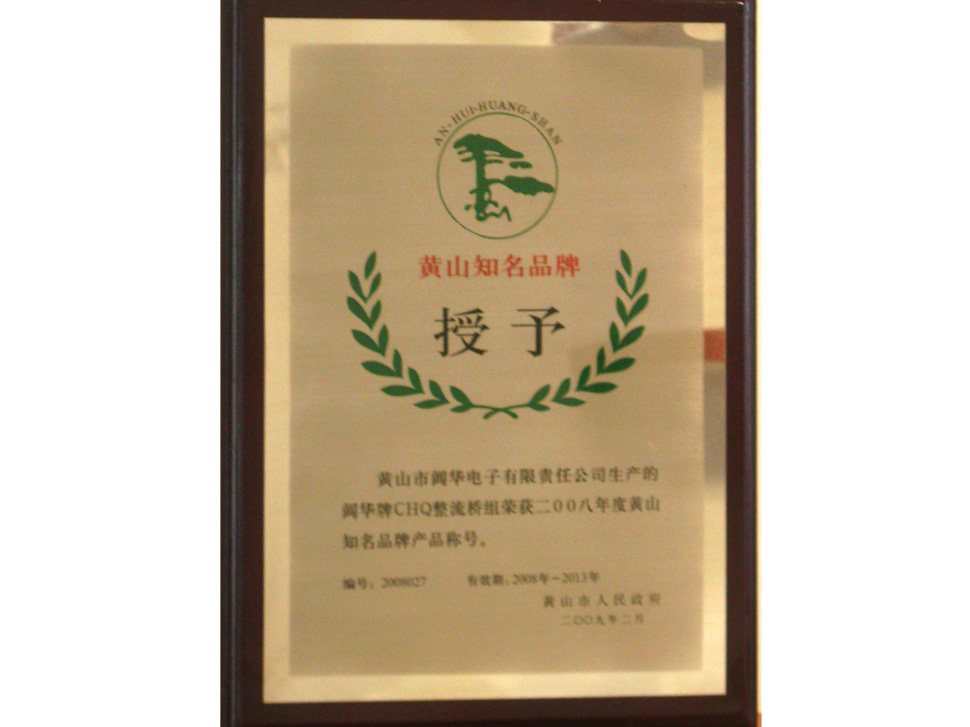 AN·HUI·HUANG·SHAN
黄山知名品牌
授予
黄山市阊华电子有限责任公司生产的
阊华牌CHQ整流桥组荣获二00八年度黄山
知名品牌产品称号。
编号：2008027 有效期：2008年－2013年
黄山市人民政府
二〇〇九年二月